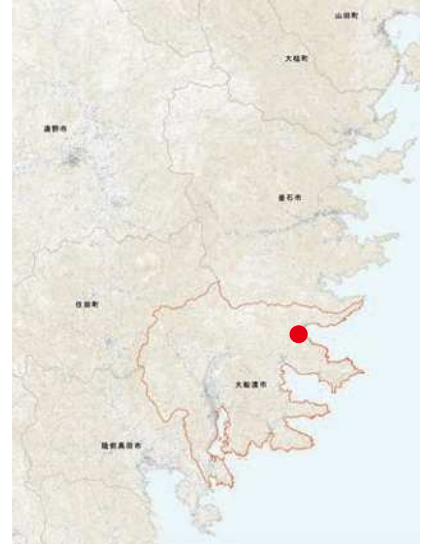 山田町
大槌町
遠野市
釜石市
住田町
大船渡市
陸前高田市